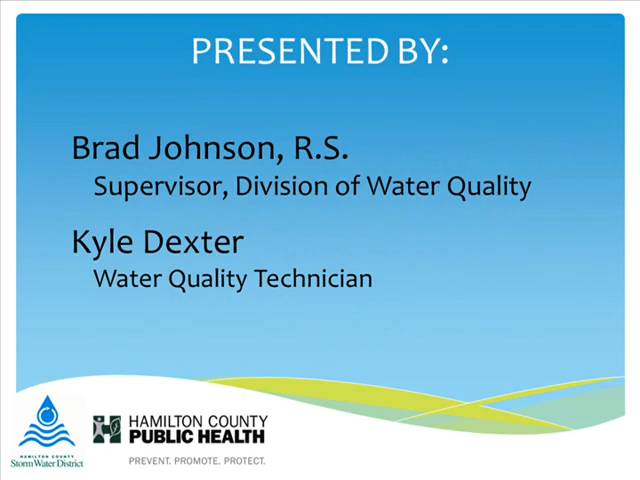 PRESENTED BY:
Brad Johnson, R.S.
Supervisor, Division of Water Quality
Kyle Dexter
Water Quality Technician
HAMILTON COUNTY
Storm Water District
HAMILTON COUNTY
PUBLIC HEALTH
PREVENT. PROMOTE. PROTECT.